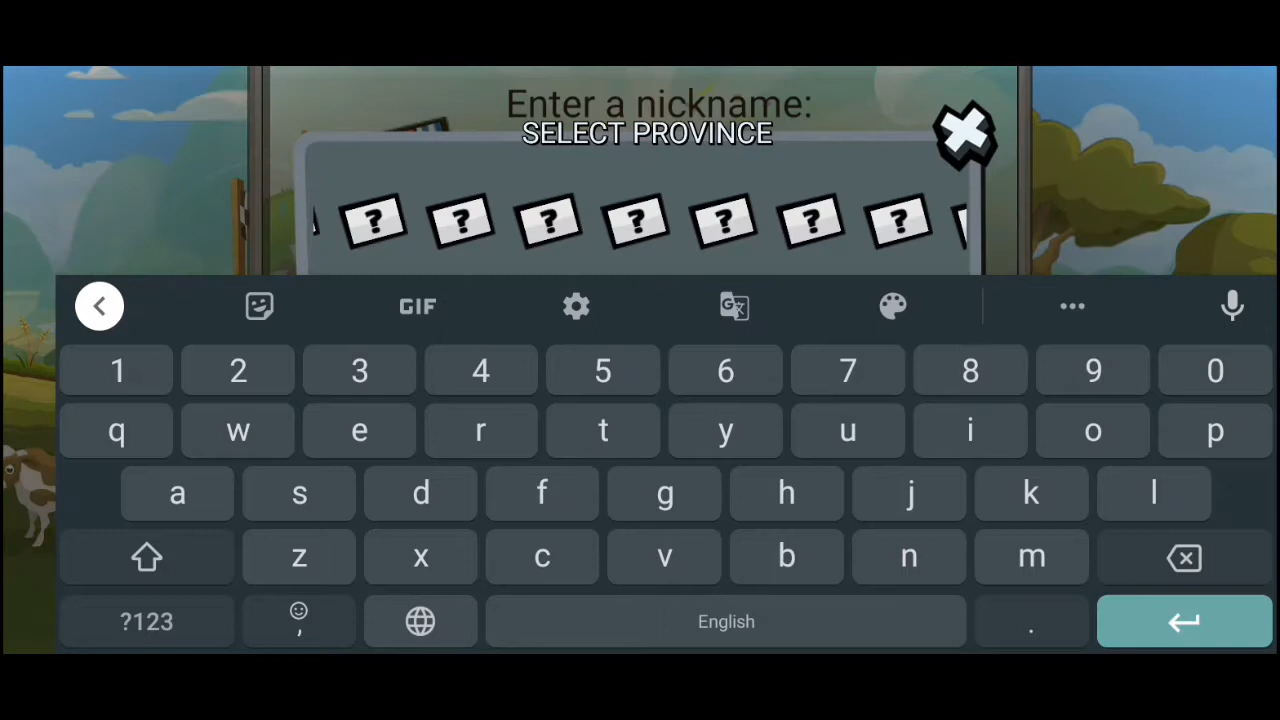 Enter a nickname:
SELECT PROVINCE
? ? ? ? ? ? ?
GIF
1 2 3 4 5 6 7 8 9 0
q w e r t y u i o p
a s d f g h j k l
z x c v b n m
?123 , English .